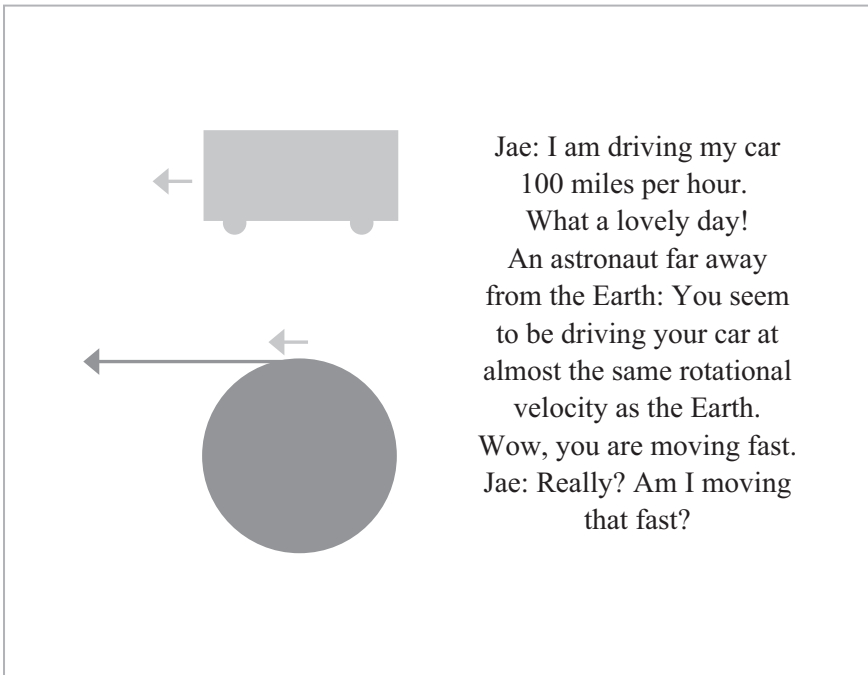 Jae: I am driving my car
100 miles per hour.
What a lovely day!
An astronaut far away
from the Earth: You seem
to be driving your car at
almost the same rotational
velocity as the Earth.
Wow, you are moving fast.
Jae: Really? Am I moving
that fast?